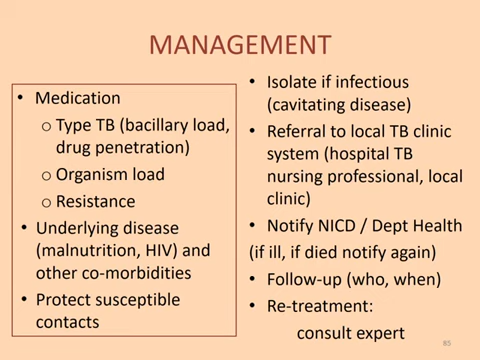 MANAGEMENT
• Medication
o Type TB (bacillary load,
drug penetration)
o Organism load
o Resistance
• Underlying disease
(malnutrition, HIV) and
other co-morbidities
• Protect susceptible
contacts
• Isolate if infectious
(cavitating disease)
• Referral to local TB clinic
system (hospital TB
nursing professional, local
clinic)
• Notify NICD / Dept Health
(if ill, if died notify again)
• Follow-up (who, when)
• Re-treatment:
consult expert
85